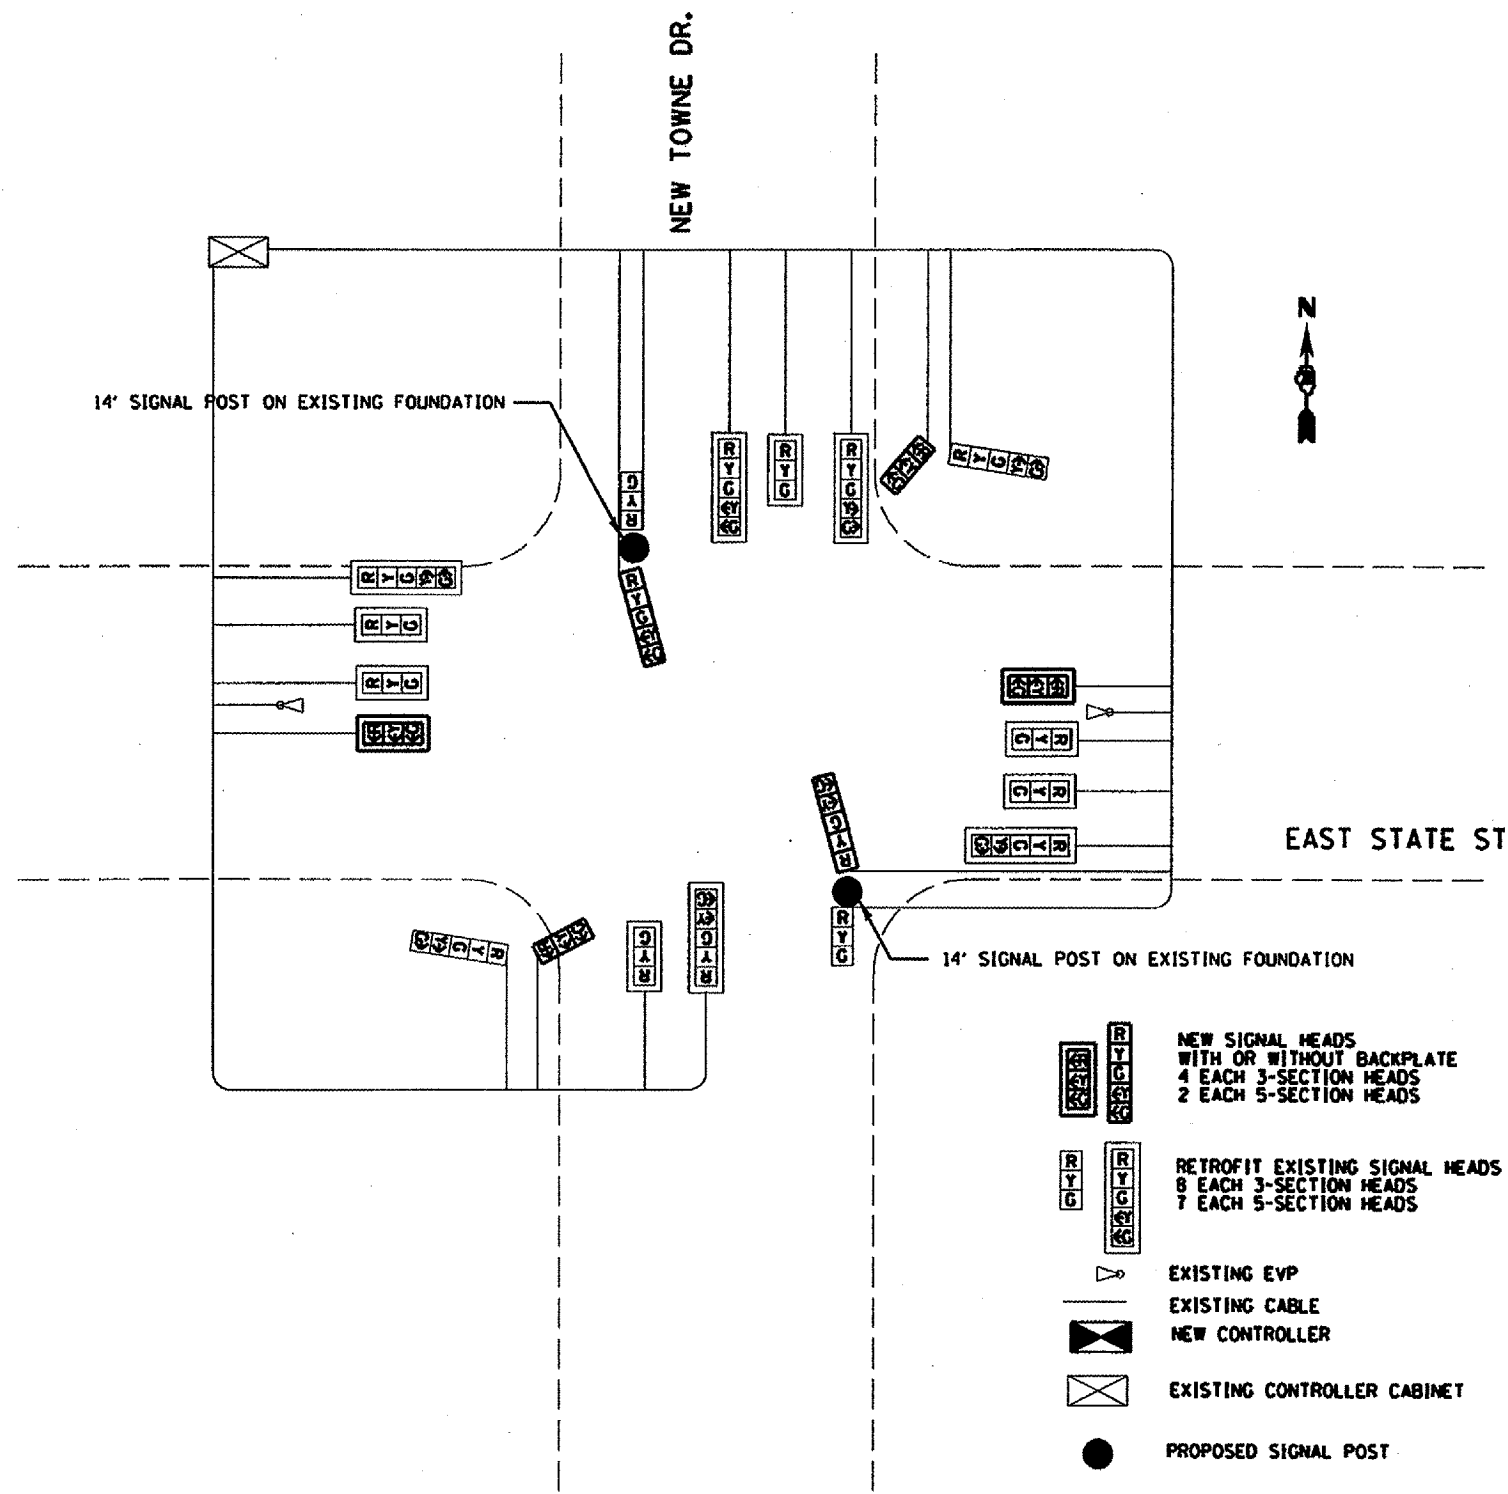 NEW TOWNE DR.
N
14' SIGNAL POST ON EXISTING FOUNDATION
R Y G Y G
R Y G
R Y G Y G
R Y G
R Y G Y G
R Y G
R Y G Y G
R Y G Y G
R Y G
R Y G
R Y G
R Y G
R Y G
R Y G
R Y G Y G
R Y G Y G
EAST STATE ST
R Y G Y G
R Y G
R Y G
R Y G Y G
R Y G
14' SIGNAL POST ON EXISTING FOUNDATION
R Y G
R Y G Y G
NEW SIGNAL HEADS
WITH OR WITHOUT BACKPLATE
4 EACH 3-SECTION HEADS
2 EACH 5-SECTION HEADS
R Y G
R Y G Y G
RETROFIT EXISTING SIGNAL HEADS
8 EACH 3-SECTION HEADS
7 EACH 5-SECTION HEADS
EXISTING EVP
EXISTING CABLE
NEW CONTROLLER
EXISTING CONTROLLER CABINET
PROPOSED SIGNAL POST